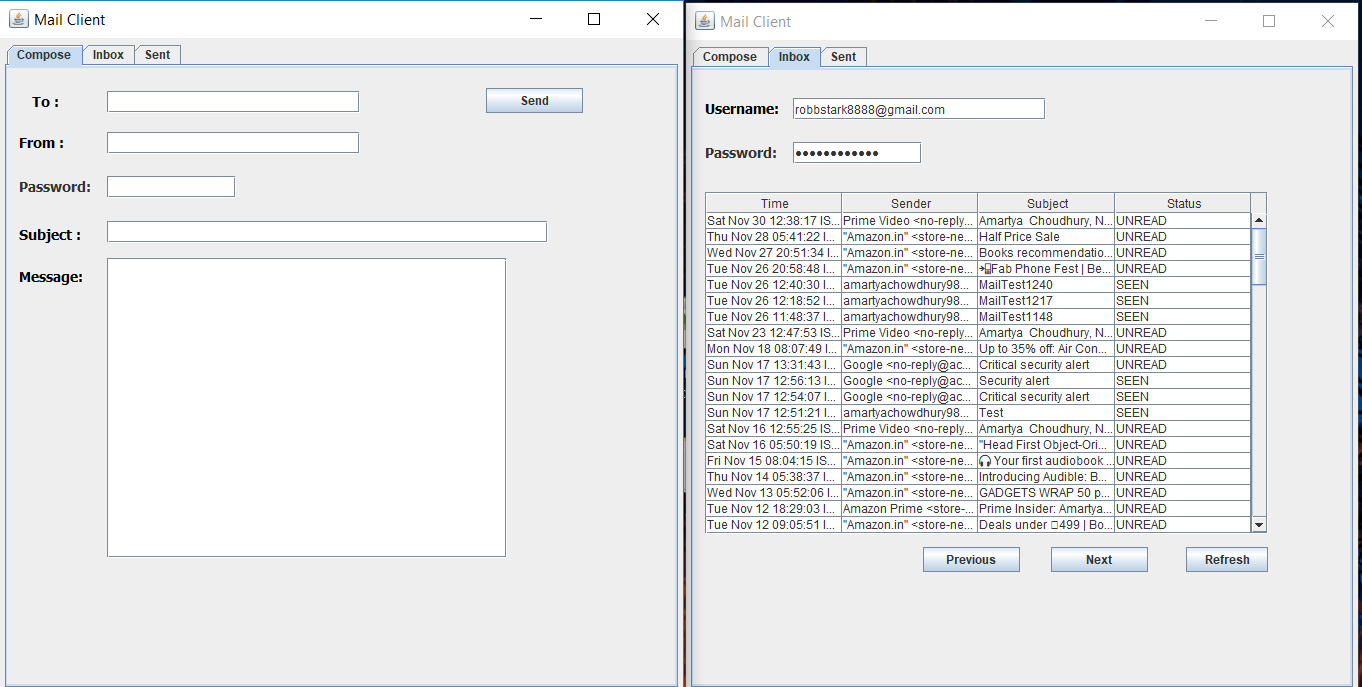 Mail Client
Compose Inbox Sent
To :
Send
From :
Password:
Subject :
Message:
Mail Client
Compose Inbox Sent
Username: robbstark8888@gmail.com
Password: ●●●●●●●●●●●●
Time Sender Subject Status
Sat Nov 30 12:38:17 IS... Prime Video <no-reply... Amartya Choudhury, N... UNREAD
Thu Nov 28 05:41:22 I... "Amazon.in" <store-ne... Half Price Sale UNREAD
Wed Nov 27 20:51:34 I... "Amazon.in" <store-ne... Books recommendatio... UNREAD
Tue Nov 26 20:58:48 I... "Amazon.in" <store-ne... 📲Fab Phone Fest | Be... UNREAD
Tue Nov 26 12:40:30 I... amartyachowdhury98... MailTest1240 SEEN
Tue Nov 26 12:18:52 I... amartyachowdhury98... MailTest1217 SEEN
Tue Nov 26 11:48:37 I... amartyachowdhury98... MailTest1148 SEEN
Sat Nov 23 12:47:53 IS... Prime Video <no-reply... Amartya Choudhury, N... UNREAD
Mon Nov 18 08:07:49 I... "Amazon.in" <store-ne... Up to 35% off: Air Con... UNREAD
Sun Nov 17 13:31:43 I... Google <no-reply@ac... Critical security alert UNREAD
Sun Nov 17 12:56:13 I... Google <no-reply@ac... Security alert SEEN
Sun Nov 17 12:54:07 I... Google <no-reply@ac... Critical security alert SEEN
Sun Nov 17 12:51:21 I... amartyachowdhury98... Test SEEN
Sat Nov 16 12:55:25 IS... Prime Video <no-reply... Amartya Choudhury, N... UNREAD
Sat Nov 16 05:50:19 IS... "Amazon.in" <store-ne... "Head First Object-Ori... UNREAD
Fri Nov 15 08:04:15 IS... "Amazon.in" <store-ne... 🎧 Your first audiobook ... UNREAD
Thu Nov 14 05:38:37 I... "Amazon.in" <store-ne... Introducing Audible: B... UNREAD
Wed Nov 13 05:52:06 I... "Amazon.in" <store-ne... GADGETS WRAP 50 p... UNREAD
Tue Nov 12 18:29:03 I... Amazon Prime <store-... Prime Insider: Amartya... UNREAD
Tue Nov 12 09:05:51 I... "Amazon.in" <store-ne... Deals under ▯499 | Bo... UNREAD
Previous Next Refresh